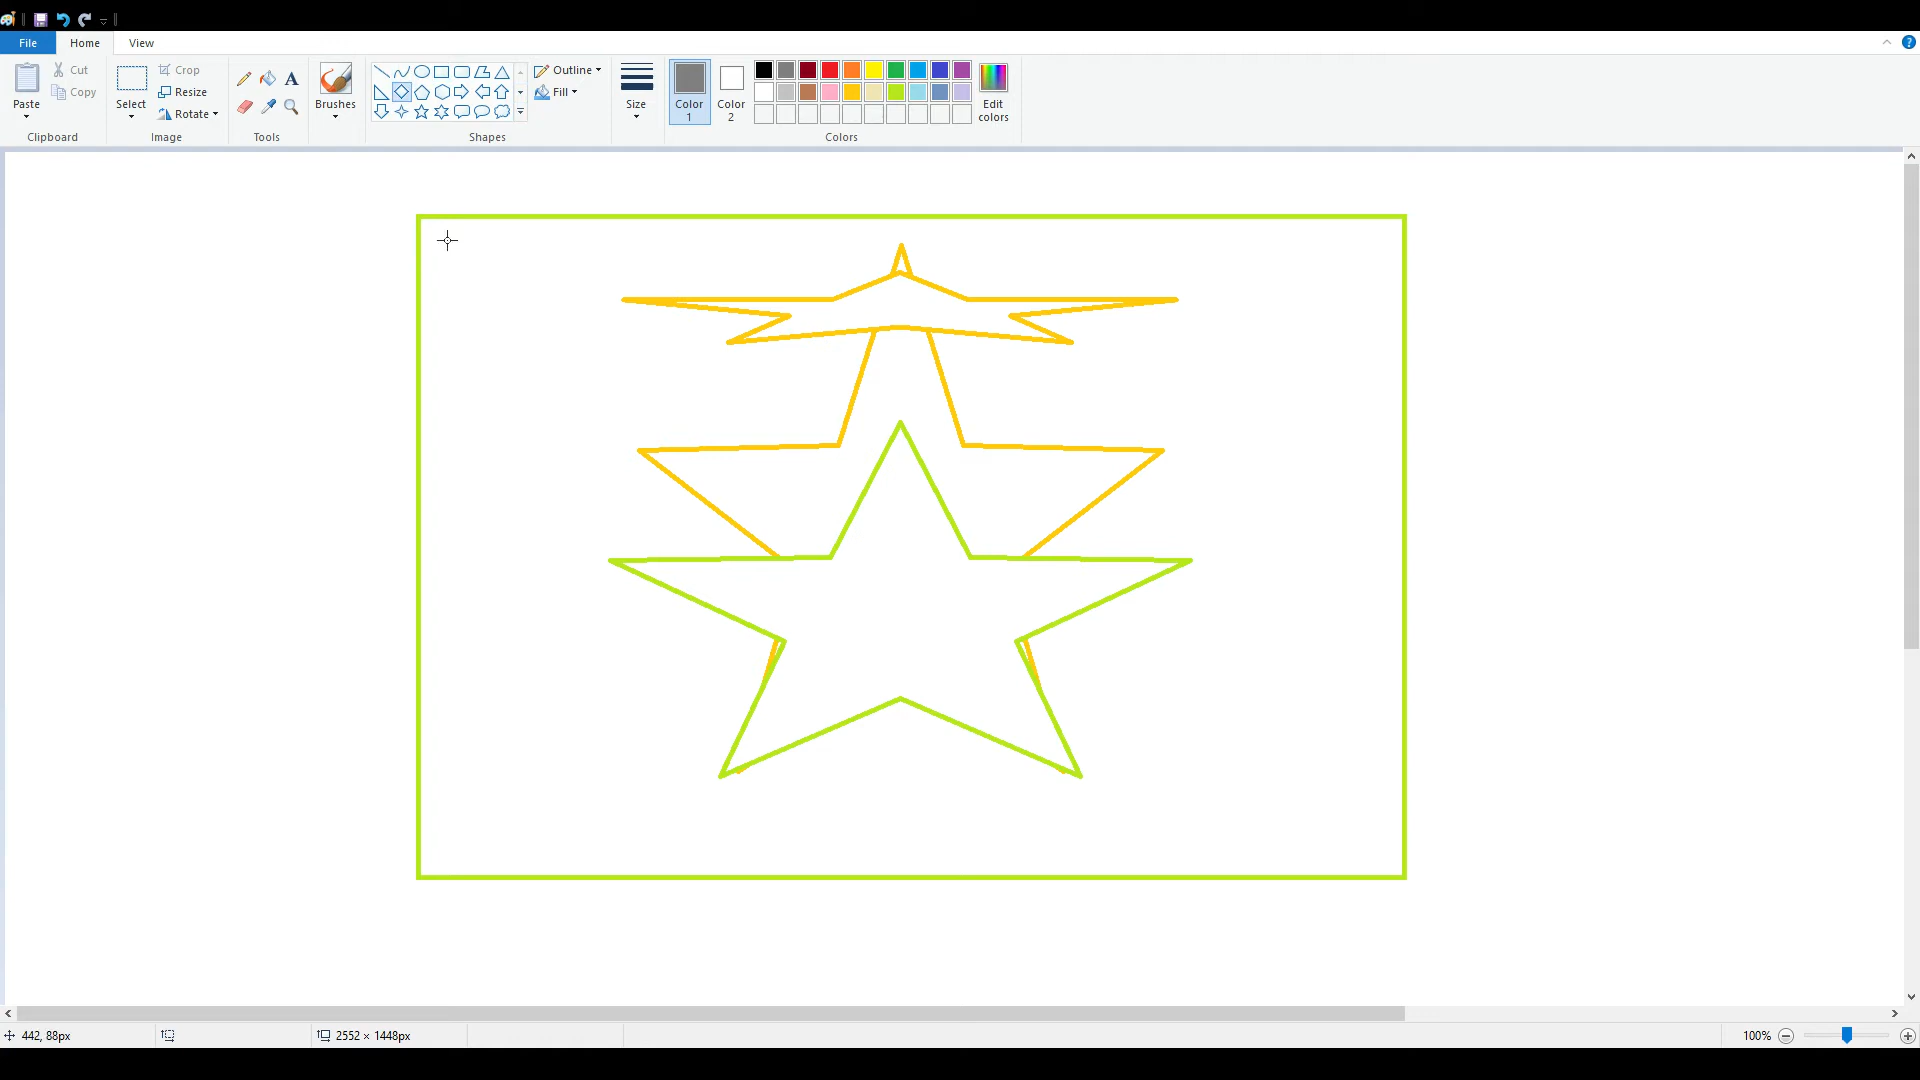 File Home View
Paste Cut Copy
Clipboard
Select Crop Resize Rotate
Image
A
Tools
Brushes
Outline Fill
Shapes
Size
Color 1 Color 2 Edit colors
Colors
442, 88px 2552 × 1448px 100%